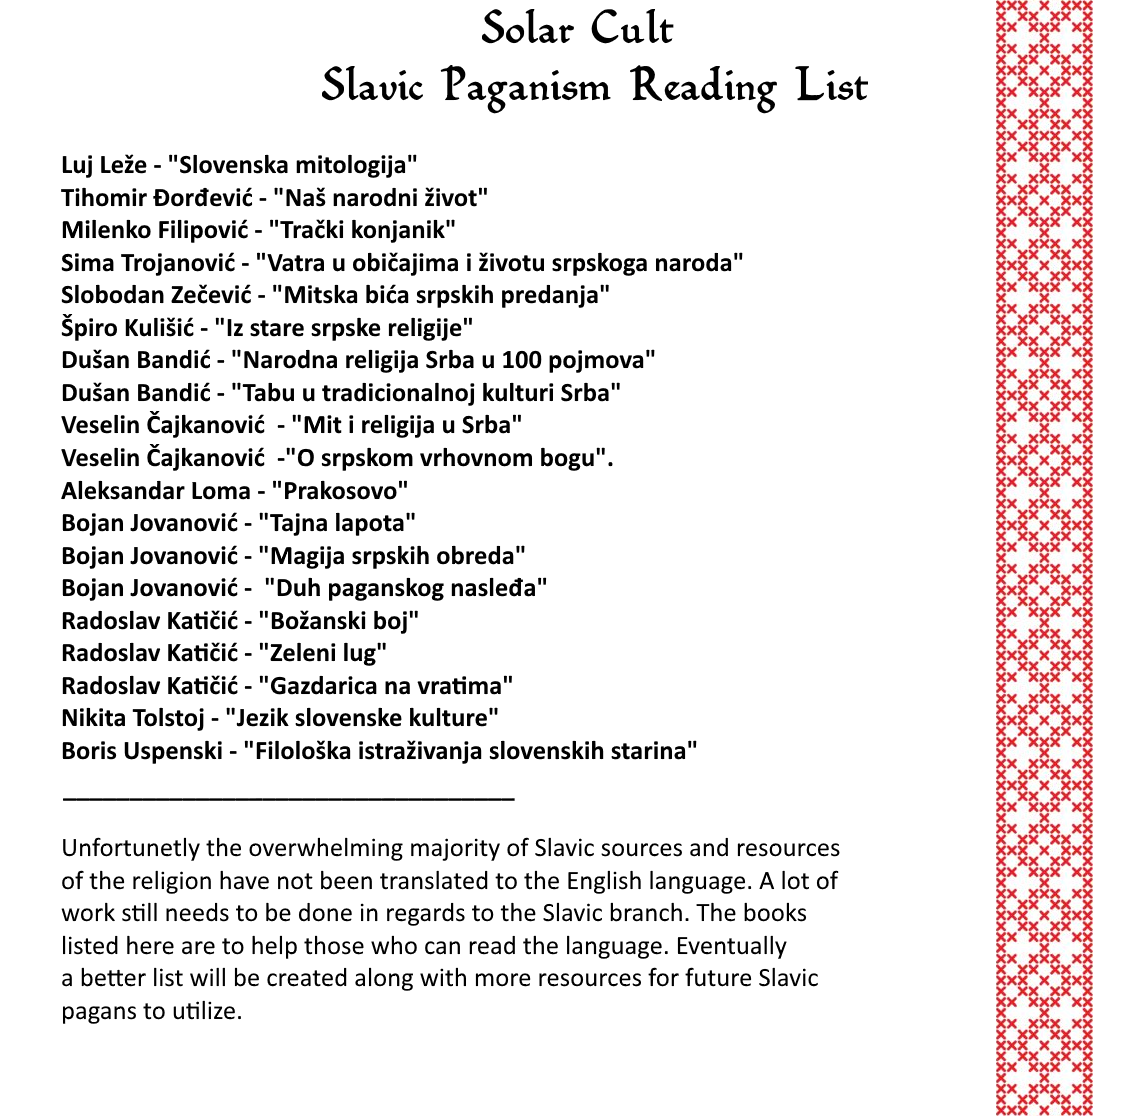 Solar Cult
Slavic Paganism Reading List
Luj Leže - "Slovenska mitologija"
Tihomir Đorđević - "Naš narodni život"
Milenko Filipović - "Trački konjanik"
Sima Trojanović - "Vatra u običajima i životu srpskoga naroda"
Slobodan Zečević - "Mitska bića srpskih predanja"
Špiro Kulišić - "Iz stare srpske religije"
Dušan Bandić - "Narodna religija Srba u 100 pojmova"
Dušan Bandić - "Tabu u tradicionalnoj kulturi Srba"
Veselin Čajkanović  - "Mit i religija u Srba"
Veselin Čajkanović  -"O srpskom vrhovnom bogu".
Aleksandar Loma - "Prakosovo"
Bojan Jovanović - "Tajna lapota"
Bojan Jovanović - "Magija srpskih obreda"
Bojan Jovanović -  "Duh paganskog nasleđa"
Radoslav Katičić - "Božanski boj"
Radoslav Katičić - "Zeleni lug"
Radoslav Katičić - "Gazdarica na vratima"
Nikita Tolstoj - "Jezik slovenske kulture"
Boris Uspenski - "Filološka istraživanja slovenskih starina"
Unfortunetly the overwhelming majority of Slavic sources and resources
of the religion have not been translated to the English language. A lot of
work still needs to be done in regards to the Slavic branch. The books
listed here are to help those who can read the language. Eventually
a better list will be created along with more resources for future Slavic
pagans to utilize.